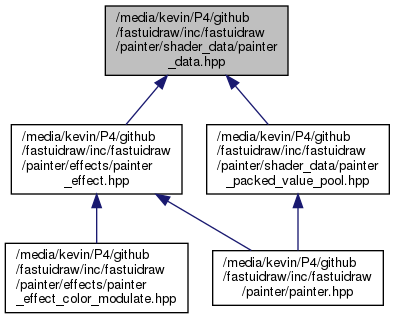 /media/kevin/P4/github
/fastuidraw/inc/fastuidraw
/painter/shader_data/painter
_data.hpp
/media/kevin/P4/github
/fastuidraw/inc/fastuidraw
/painter/effects/painter
_effect.hpp
/media/kevin/P4/github
/fastuidraw/inc/fastuidraw
/painter/shader_data/painter
_packed_value_pool.hpp
/media/kevin/P4/github
/fastuidraw/inc/fastuidraw
/painter/effects/painter
_effect_color_modulate.hpp
/media/kevin/P4/github
/fastuidraw/inc/fastuidraw
/painter/painter.hpp